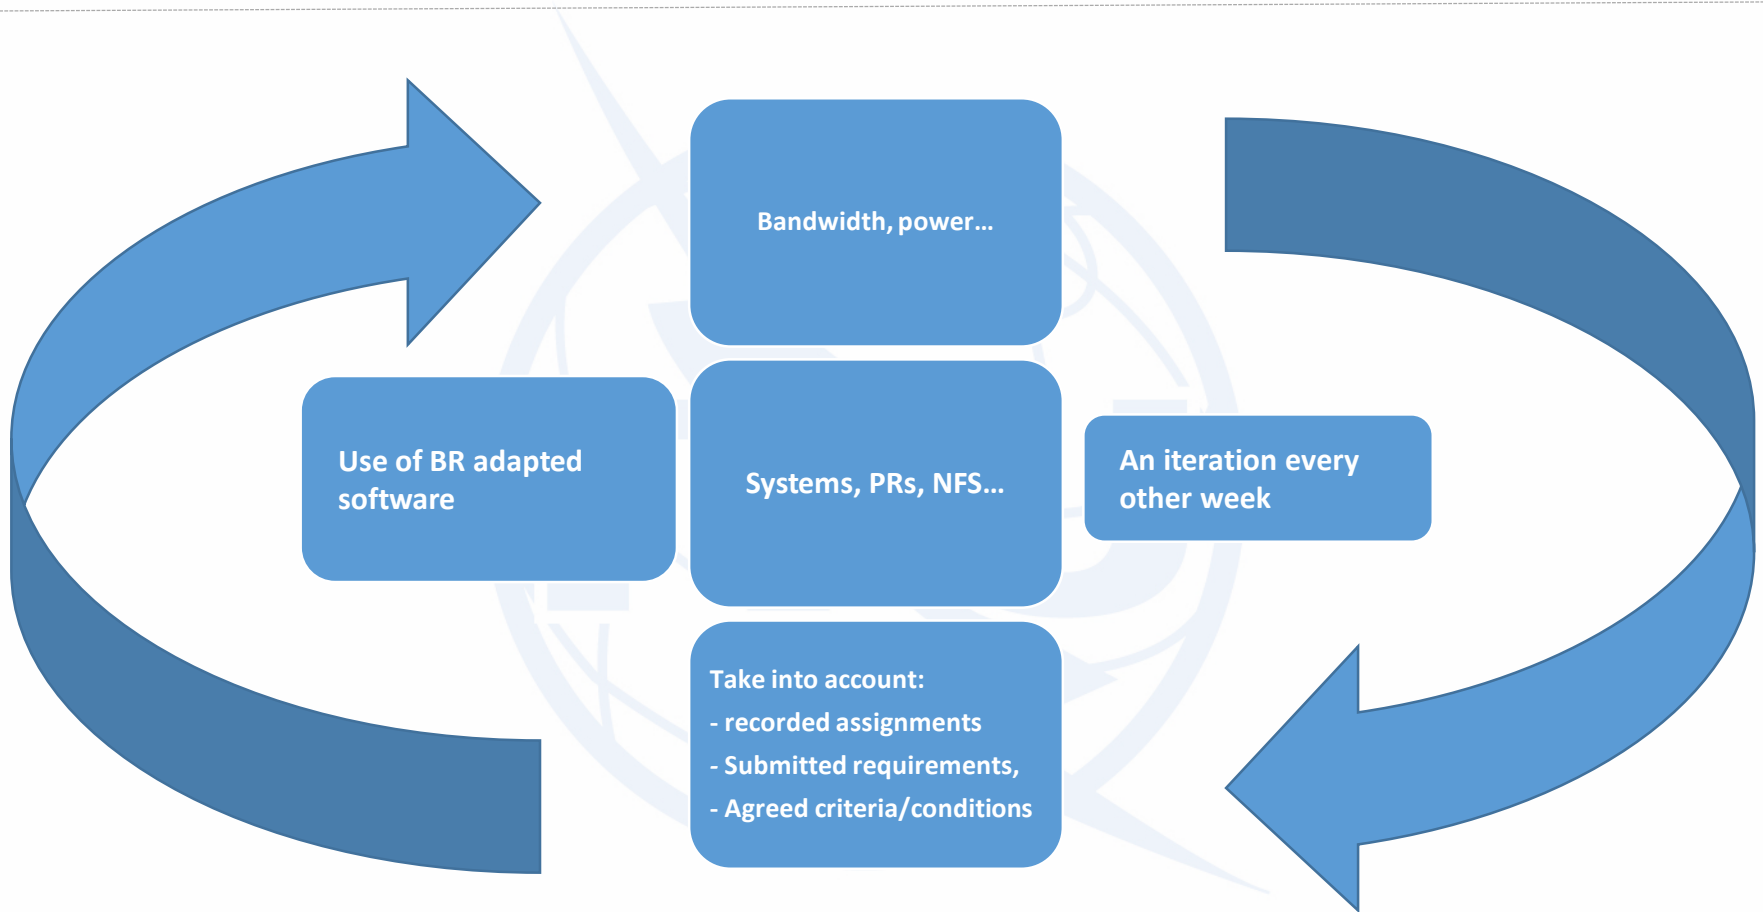 Bandwidth, power…
Use of BR adapted
software
Systems, PRs, NFS…
An iteration every
other week
Take into account:
- recorded assignments
- Submitted requirements,
- Agreed criteria/conditions